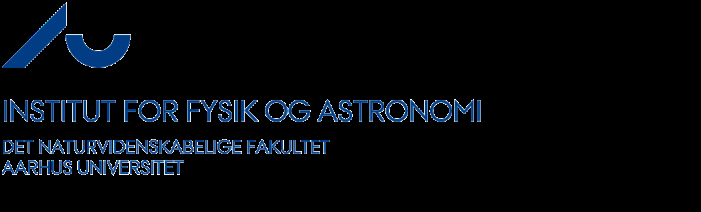 INSTITUT FOR FYSIK OG ASTRONOMI
DET NATURVIDENSKABELIGE FAKULTET
AARHUS UNIVERSITET